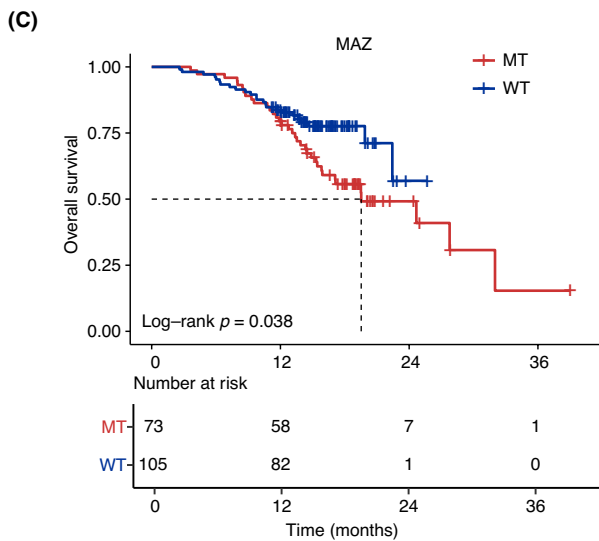 (C)
MAZ
MT
WT
Overall survival
1.00
0.75
0.50
0.25
0.00
Log–rank p = 0.038
0 12 24 36
Number at risk
MT 73 58 7 1
WT 105 82 1 0
0 12 24 36
Time (months)